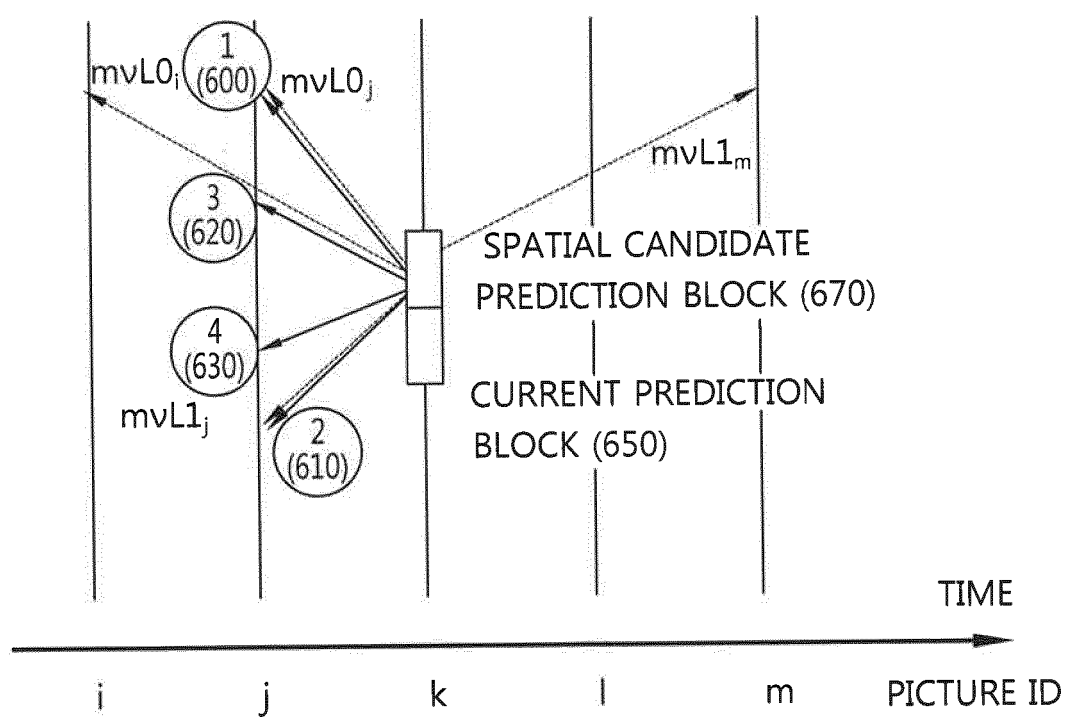 1
(600)
mvL0i
mvL0j
mvL1m
3
(620)
SPATIAL CANDIDATE
PREDICTION BLOCK (670)
4
(630)
mvL1j
CURRENT PREDICTION
BLOCK (650)
2
(610)
TIME
i j k l m PICTURE ID